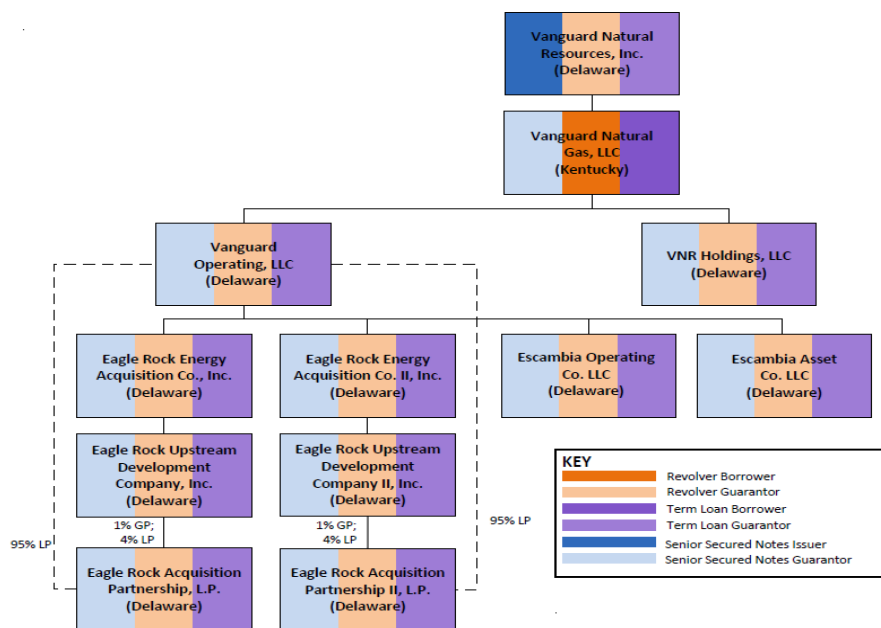 Vanguard Natural
Resources, Inc.
(Delaware)
Vanguard Natural
Gas, LLC
(Kentucky)
Vanguard
Operating, LLC
(Delaware)
VNR Holdings, LLC
(Delaware)
Eagle Rock Energy
Acquisition Co., Inc.
(Delaware)
Eagle Rock Energy
Acquisition Co. II, Inc.
(Delaware)
Escambia Operating
Co. LLC
(Delaware)
Escambia Asset
Co. LLC
(Delaware)
Eagle Rock Upstream
Development
Company, Inc.
(Delaware)
Eagle Rock Upstream
Development
Company II, Inc.
(Delaware)
95% LP
1% GP;
4% LP
1% GP;
4% LP
95% LP
Eagle Rock Acquisition
Partnership, L.P.
(Delaware)
Eagle Rock Acquisition
Partnership II, L.P.
(Delaware)
KEY
Revolver Borrower
Revolver Guarantor
Term Loan Borrower
Term Loan Guarantor
Senior Secured Notes Issuer
Senior Secured Notes Guarantor